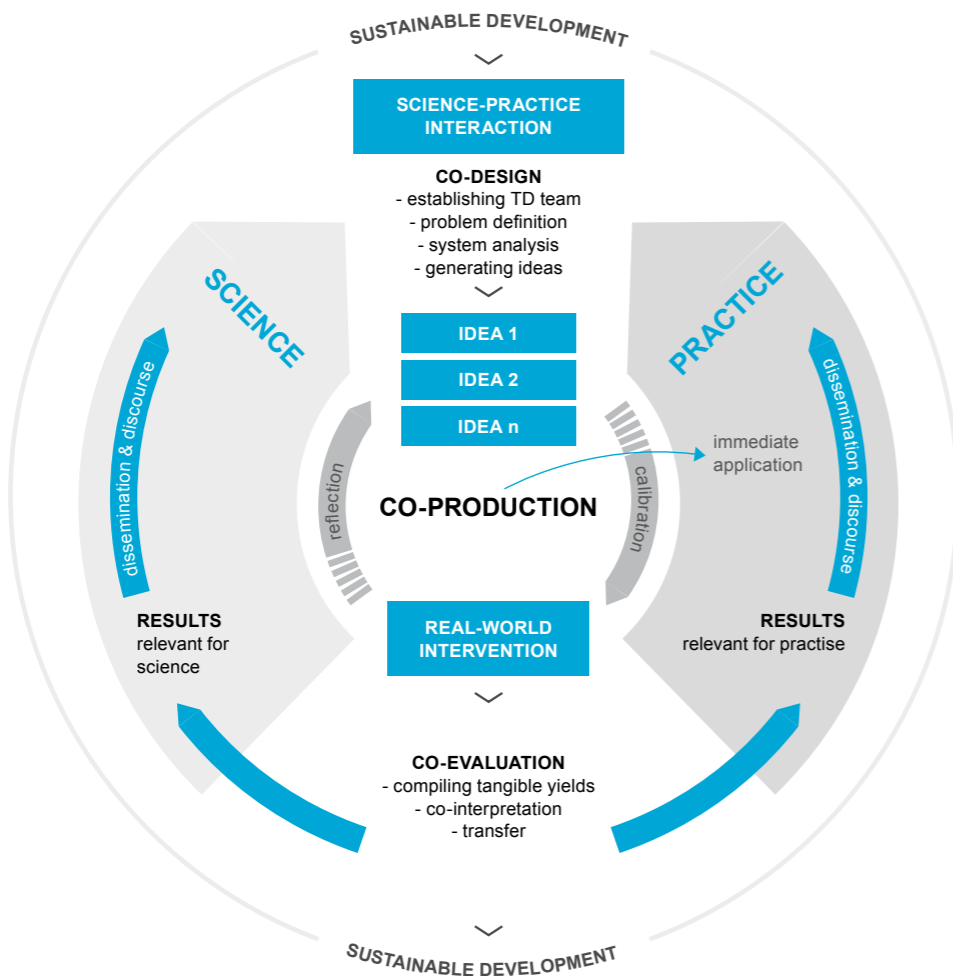 SUSTAINABLE DEVELOPMENT
SCIENCE-PRACTICE
INTERACTION
CO-DESIGN
- establishing TD team
- problem definition
- system analysis
- generating ideas
SCIENCE
PRACTICE
IDEA 1
IDEA 2
IDEA n
dissemination & discourse
reflection
calibration
immediate
application
dissemination & discourse
CO-PRODUCTION
RESULTS
relevant for
science
REAL-WORLD
INTERVENTION
RESULTS
relevant for practise
CO-EVALUATION
- compiling tangible yields
- co-interpretation
- transfer
SUSTAINABLE DEVELOPMENT